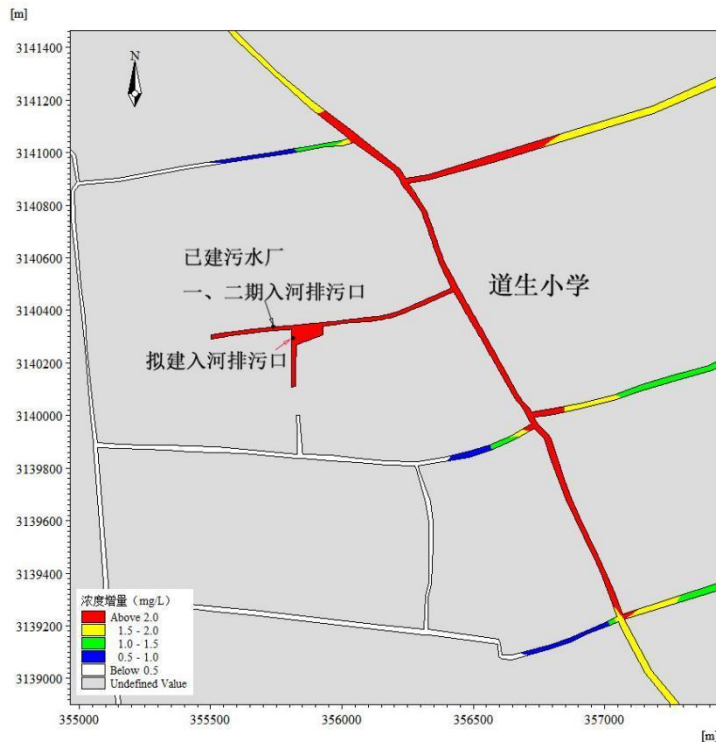 [m]
3141400
3141200
3141000
3140800
3140600
3140400
3140200
3140000
3139800
3139600
3139400
3139200
3139000
N
已建污水厂
一、二期入河排污口
道生小学
拟建入河排污口
浓度增量（mg/L）
Above 2.0
1.5 - 2.0
1.0 - 1.5
0.5 - 1.0
Below 0.5
Undefined Value
355000 355500 356000 356500 357000
[m]